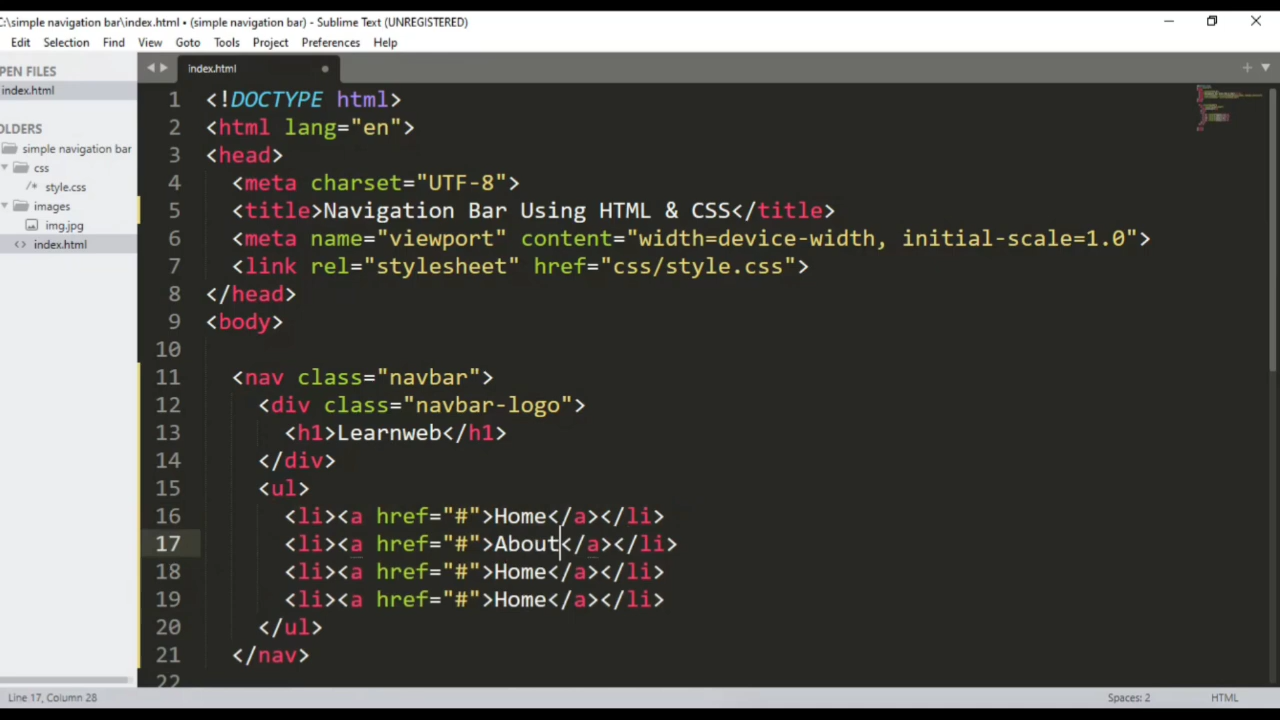 C:\simple navigation bar\index.html • (simple navigation bar) - Sublime Text (UNREGISTERED)
Edit Selection Find View Goto Tools Project Preferences Help
PEN FILES
index.html
OLDERS
simple navigation bar
css
/* style.css
images
img.jpg
<> index.html
index.html
1 <!DOCTYPE html>
2 <html lang="en">
3 <head>
4 <meta charset="UTF-8">
5 <title>Navigation Bar Using HTML & CSS</title>
6 <meta name="viewport" content="width=device-width, initial-scale=1.0">
7 <link rel="stylesheet" href="css/style.css">
8 </head>
9 <body>
10
11 <nav class="navbar">
12 <div class="navbar-logo">
13 <h1>Learnweb</h1>
14 </div>
15 <ul>
16 <li><a href="#">Home</a></li>
17 <li><a href="#">About</a></li>
18 <li><a href="#">Home</a></li>
19 <li><a href="#">Home</a></li>
20 </ul>
21 </nav>
22
Line 17, Column 28
Spaces: 2
HTML